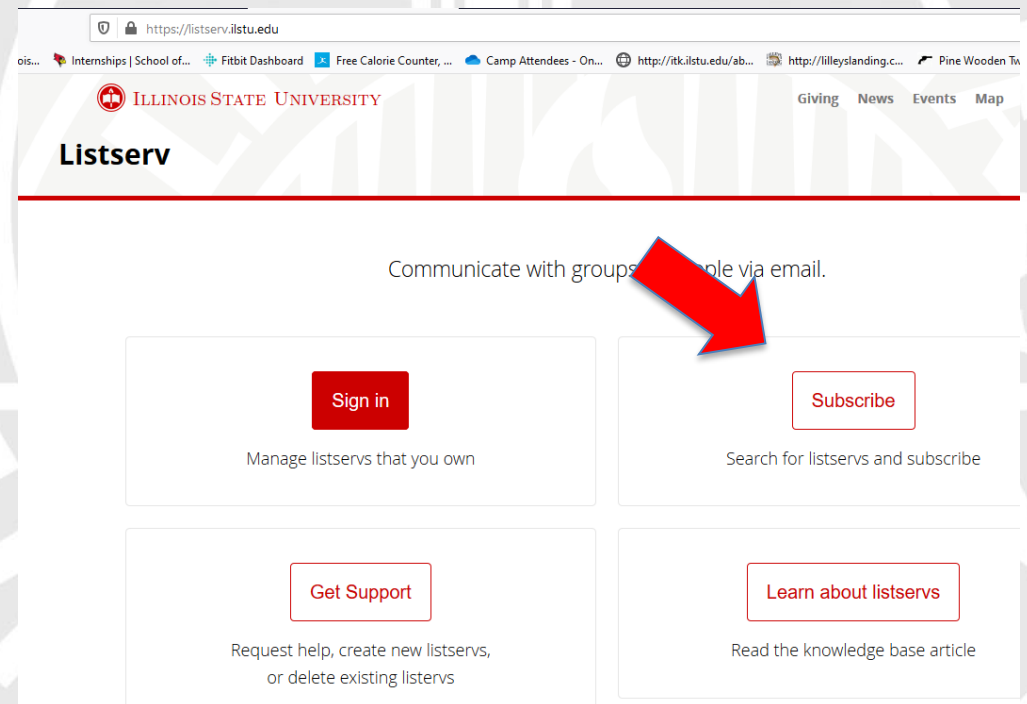 https://listserv.ilstu.edu
ois... Internships | School of... Fitbit Dashboard Free Calorie Counter, ... Camp Attendees - On... http://itk.ilstu.edu/ab... http://lilleyslanding.c... Pine Wooden Tw
ILLINOIS STATE UNIVERSITY Giving News Events Map
Listserv
Communicate with groups ple via email.
Sign in
Manage listservs that you own
Subscribe
Search for listservs and subscribe
Get Support
Request help, create new listservs,
or delete existing listervs
Learn about listservs
Read the knowledge base article